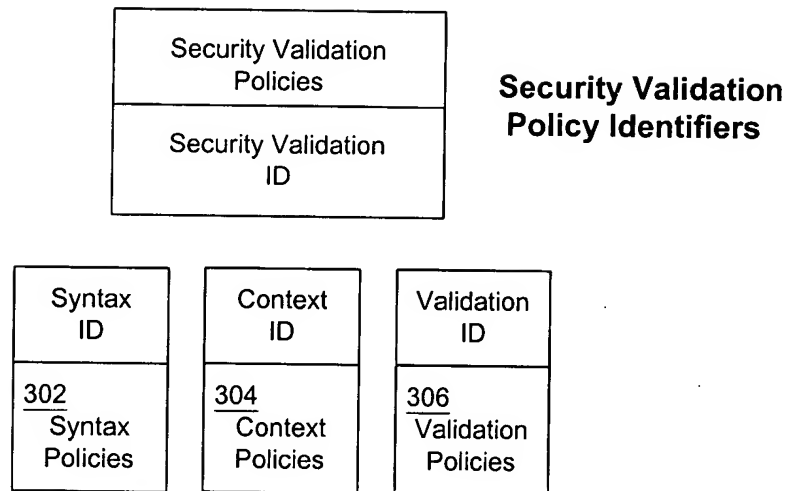 Security Validation
Policies
Security Validation
ID
Security Validation
Policy Identifiers
Syntax
ID
302
Syntax
Policies
Context
ID
304
Context
Policies
Validation
ID
306
Validation
Policies